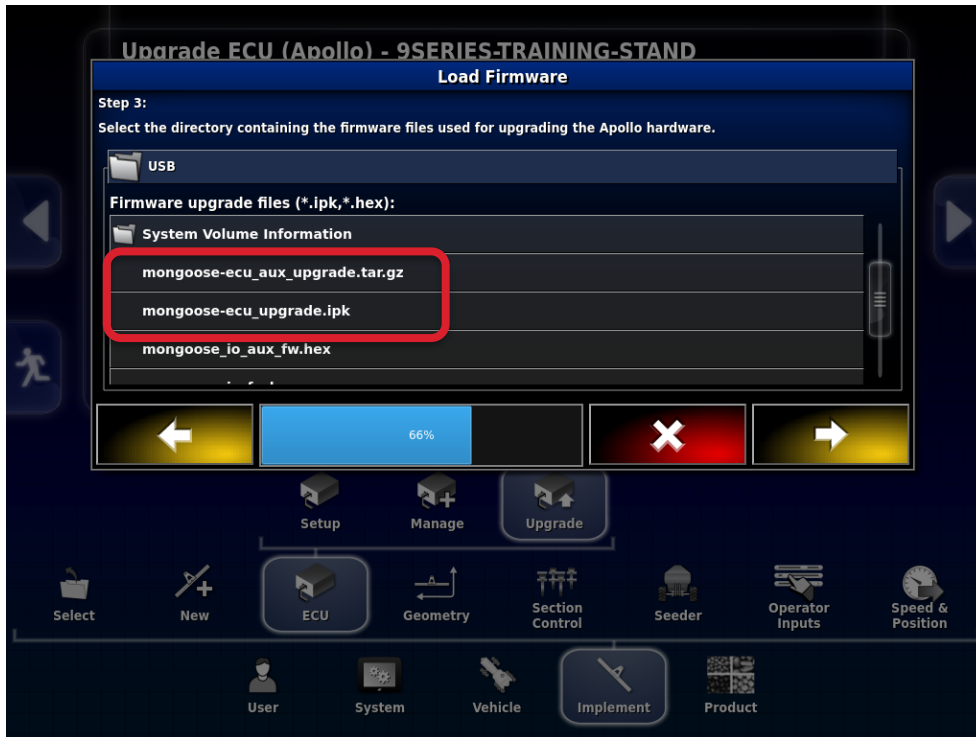 Upgrade ECU (Apollo) - 9SERIES-TRAINING-STAND
Load Firmware
Step 3:
Select the directory containing the firmware files used for upgrading the Apollo hardware.
USB
Firmware upgrade files (*.ipk,*.hex):
System Volume Information
mongoose-ecu_aux_upgrade.tar.gz
mongoose-ecu_upgrade.ipk
mongoose_io_aux_fw.hex
66%
Setup
Manage
Upgrade
Select
New
ECU
Geometry
Section
Control
Seeder
Operator
Inputs
Speed &
Position
User
System
Vehicle
Implement
Product